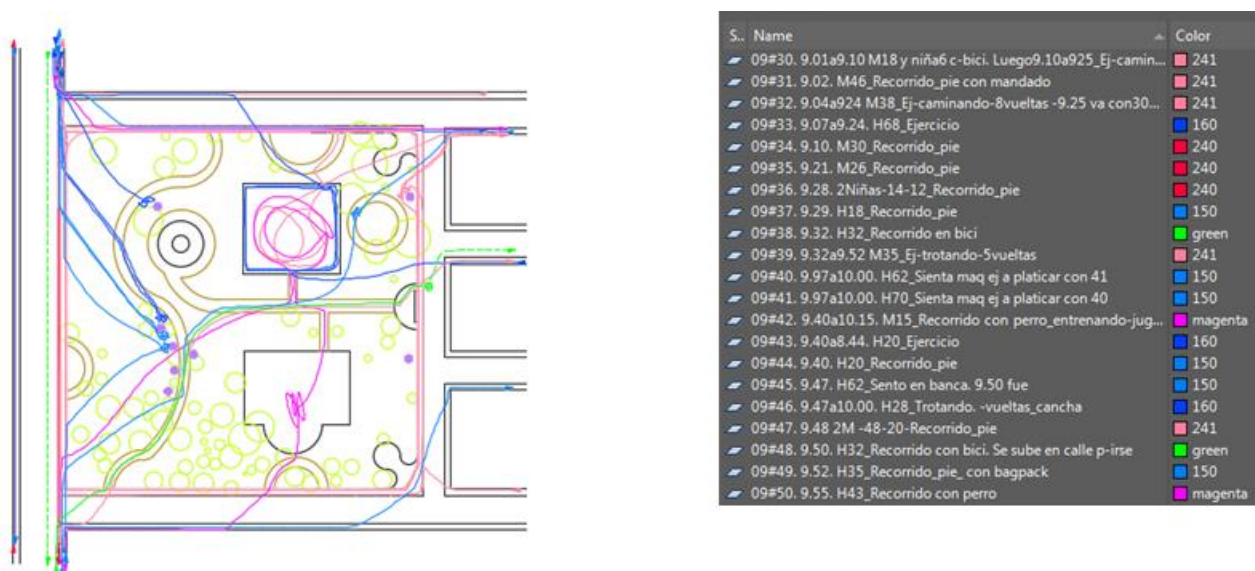 S.. Name Color
09#30. 9.01a9.10 M18 y niña6 c-bici. Luego9.10a925_Ej-camin... 241
09#31. 9.02. M46_Recorrido_pie con mandado 241
09#32. 9.04a924 M38_Ej-caminando-8vueltas -9.25 va con30... 241
09#33. 9.07a9.24. H68_Ejercicio 160
09#34. 9.10. M30_Recorrido_pie 240
09#35. 9.21. M26_Recorrido_pie 240
09#36. 9.28. 2Niñas-14-12_Recorrido_pie 240
09#37. 9.29. H18_Recorrido_pie 150
09#38. 9.32. H32_Recorrido en bici green
09#39. 9.32a9.52 M35_Ej-trotando-5vueltas 241
09#40. 9.97a10.00. H62_Sienta maq ej a platicar con 41 150
09#41. 9.97a10.00. H70_Sienta maq ej a platicar con 40 150
09#42. 9.40a10.15. M15_Recorrido con perro_entrenando-jug... magenta
09#43. 9.40a8.44. H20_Ejercicio 160
09#44. 9.40. H20_Recorrido_pie 150
09#45. 9.47. H62_Sento en banca. 9.50 fue 150
09#46. 9.47a10.00. H28_Trotando. -vueltas_cancha 160
09#47. 9.48 2M -48-20-Recorrido_pie 241
09#48. 9.50. H32_Recorrido con bici. Se sube en calle p-irse green
09#49. 9.52. H35_Recorrido_pie_ con bagpack 150
09#50. 9.55. H43_Recorrido con perro magenta